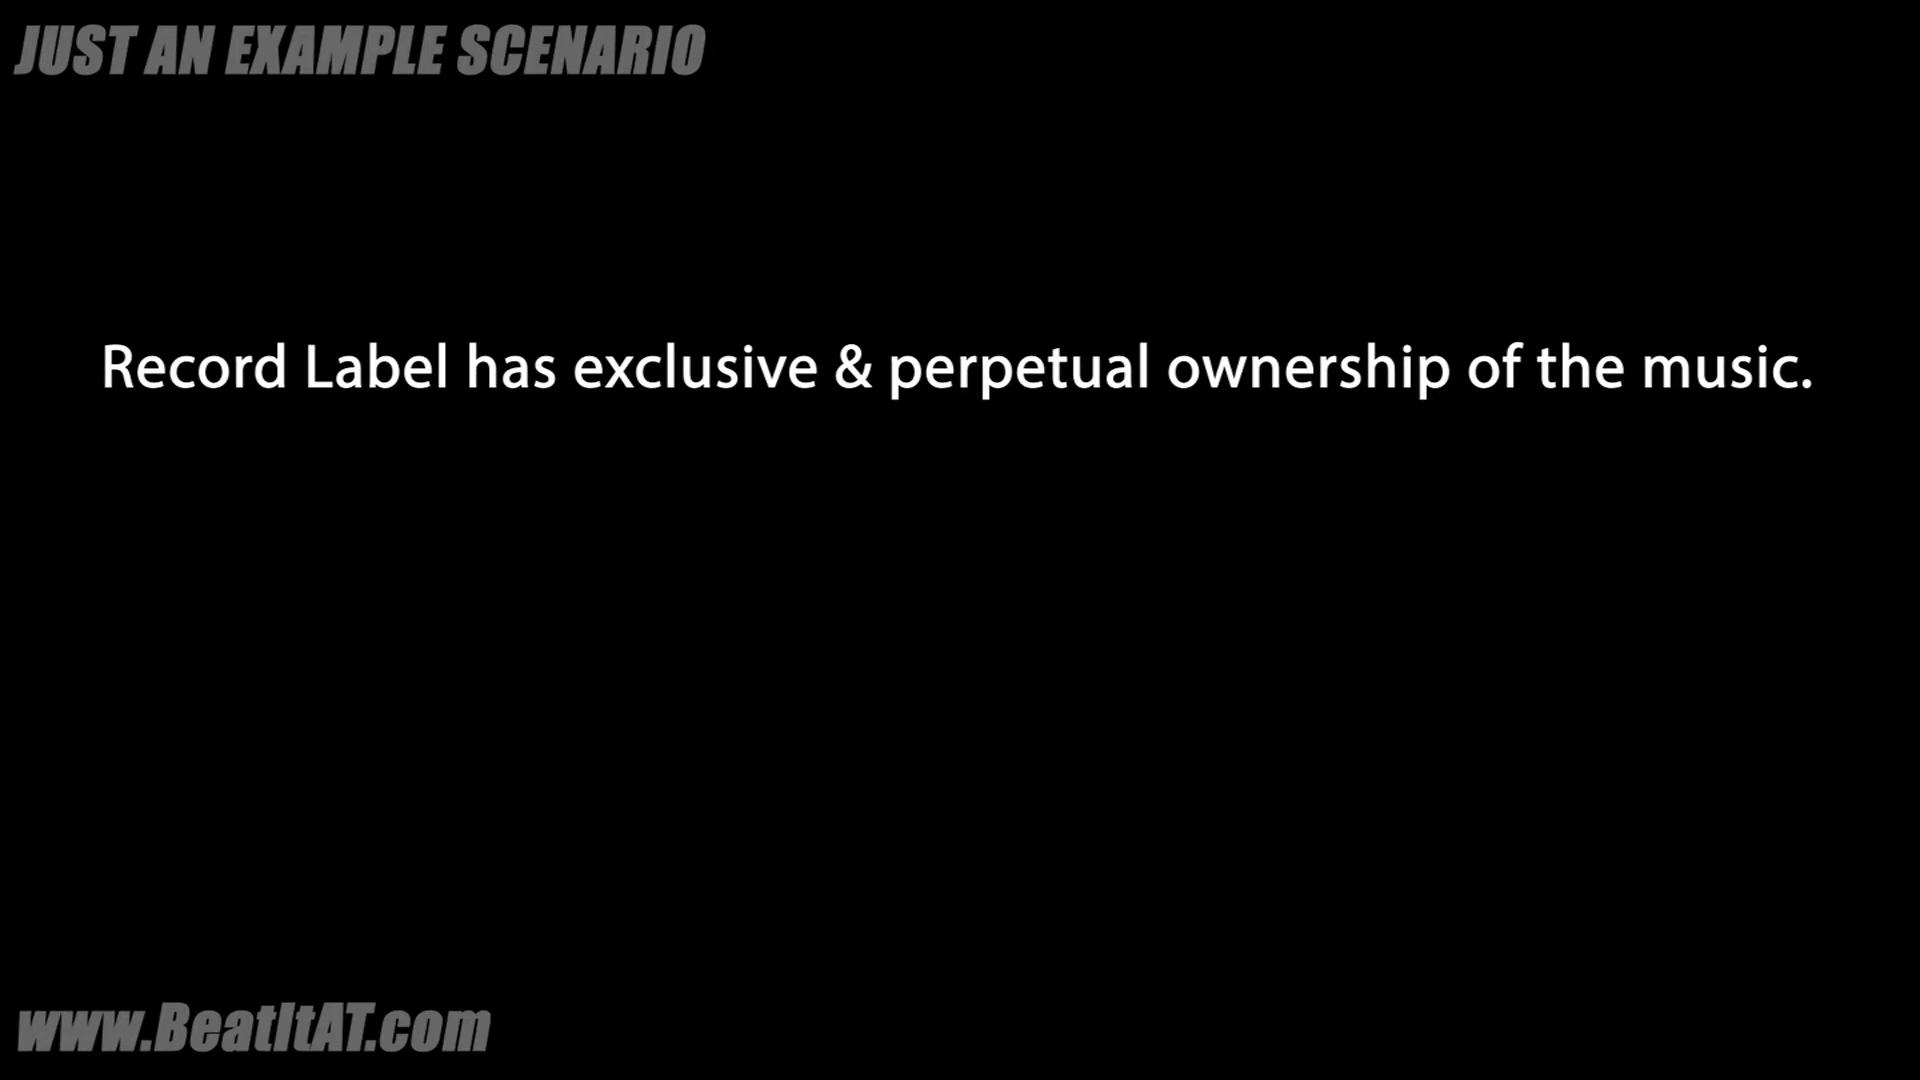 JUST AN EXAMPLE SCENARIO
Record Label has exclusive & perpetual ownership of the music.
www.BeatItAT.com